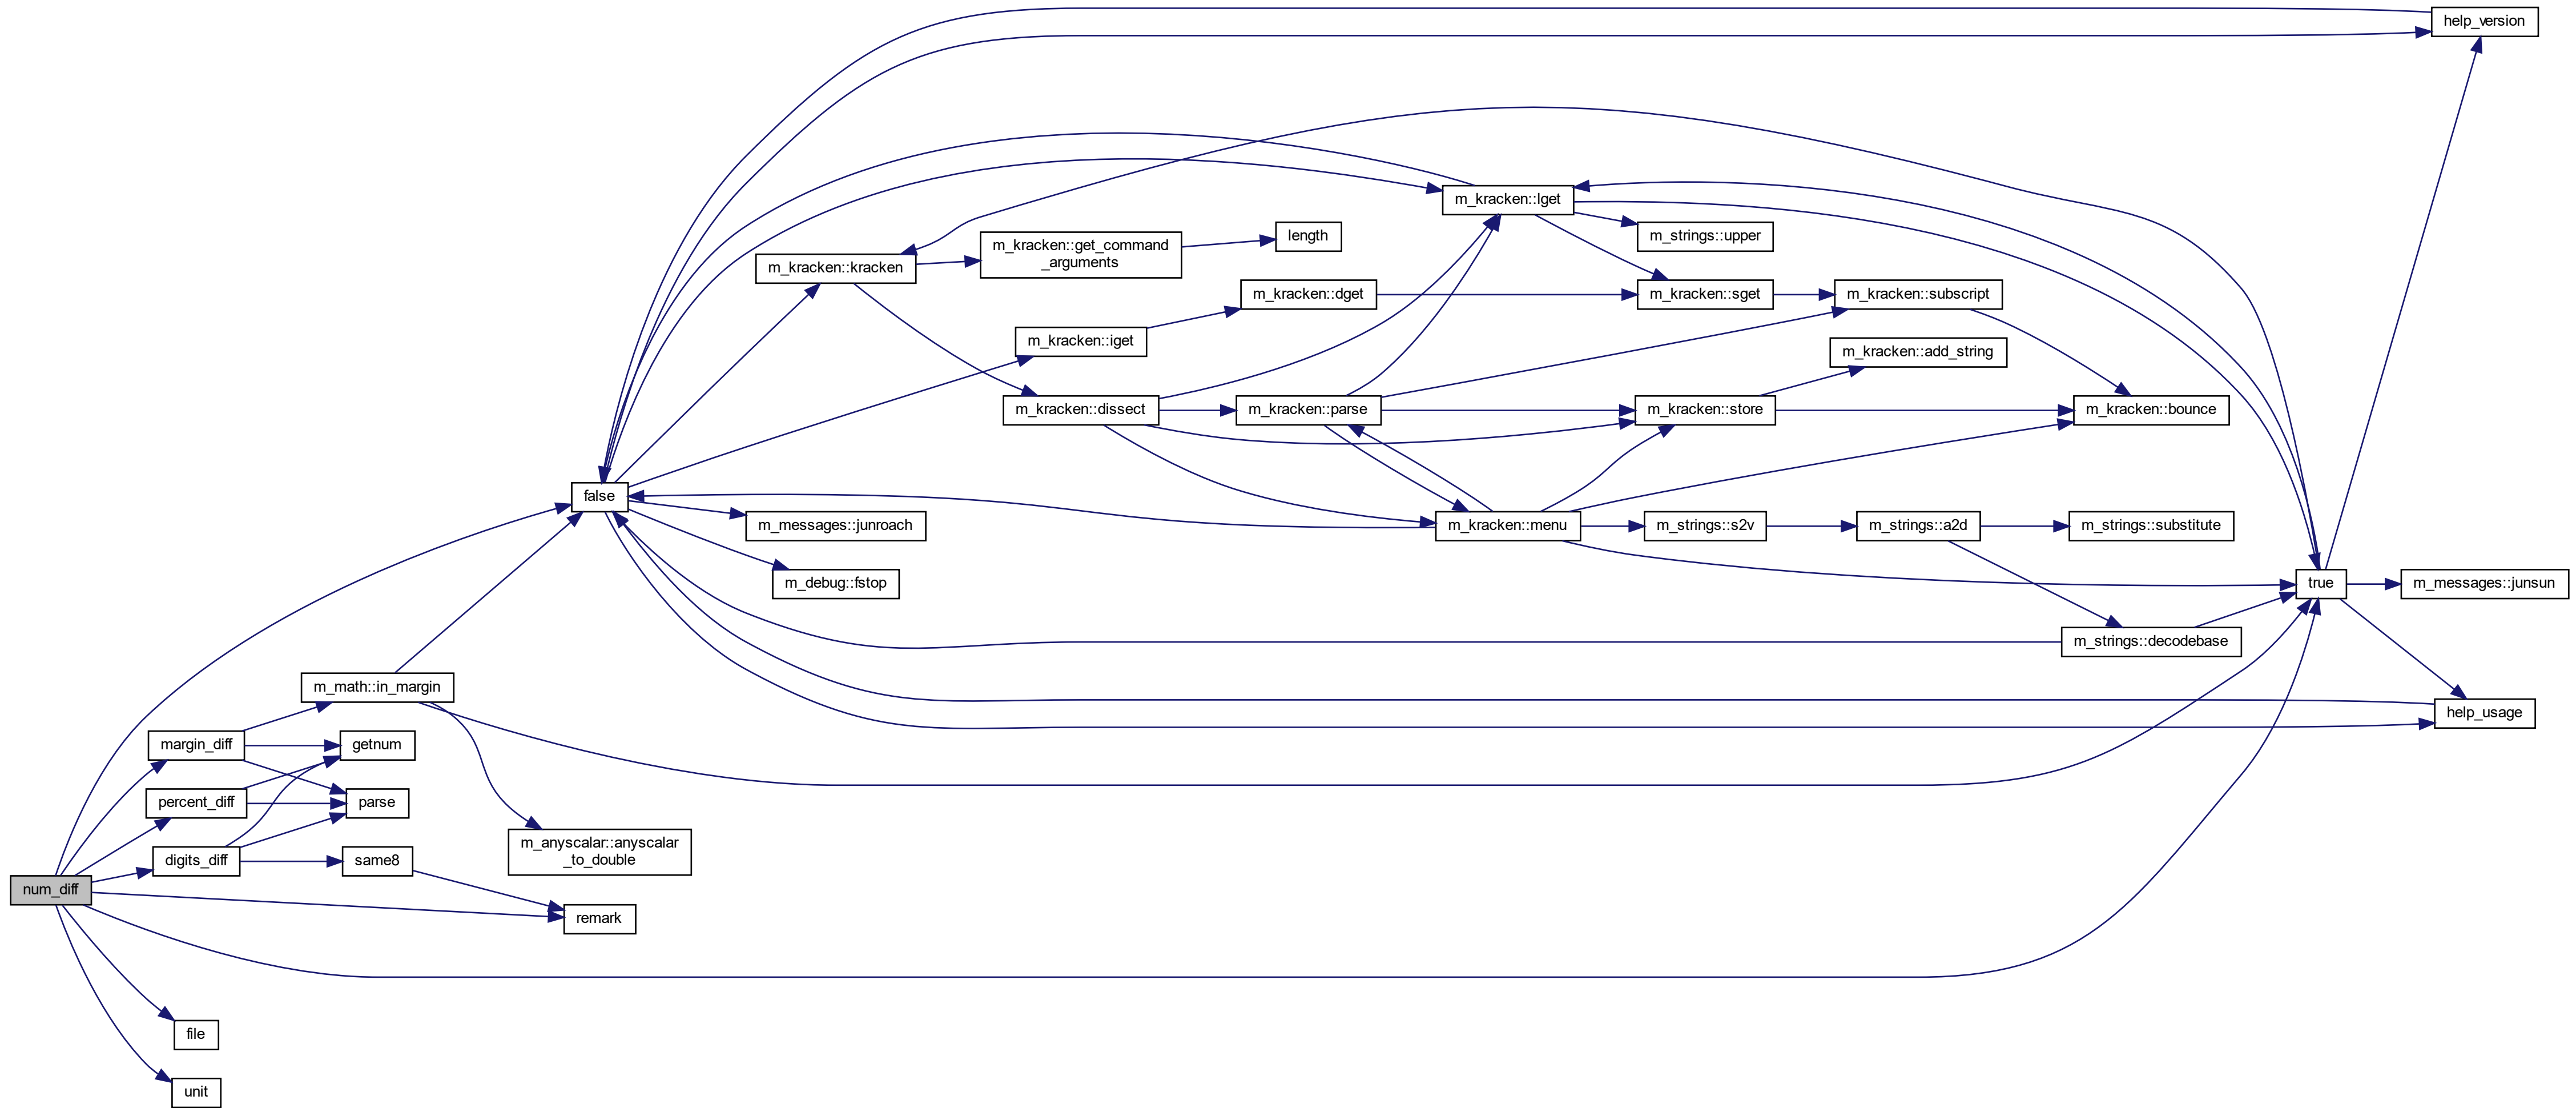 help_version
m_kracken::lget
m_strings::upper
length
m_kracken::get_command
_arguments
m_kracken::kracken
m_kracken::dget
m_kracken::sget
m_kracken::subscript
m_kracken::iget
m_kracken::add_string
m_kracken::dissect
m_kracken::parse
m_kracken::store
m_kracken::bounce
false
m_messages::junroach
m_kracken::menu
m_strings::s2v
m_strings::a2d
m_strings::substitute
m_debug::fstop
true
m_messages::junsun
m_strings::decodebase
m_math::in_margin
help_usage
margin_diff
getnum
percent_diff
parse
m_anyscalar::anyscalar
_to_double
digits_diff
same8
num_diff
remark
file
unit